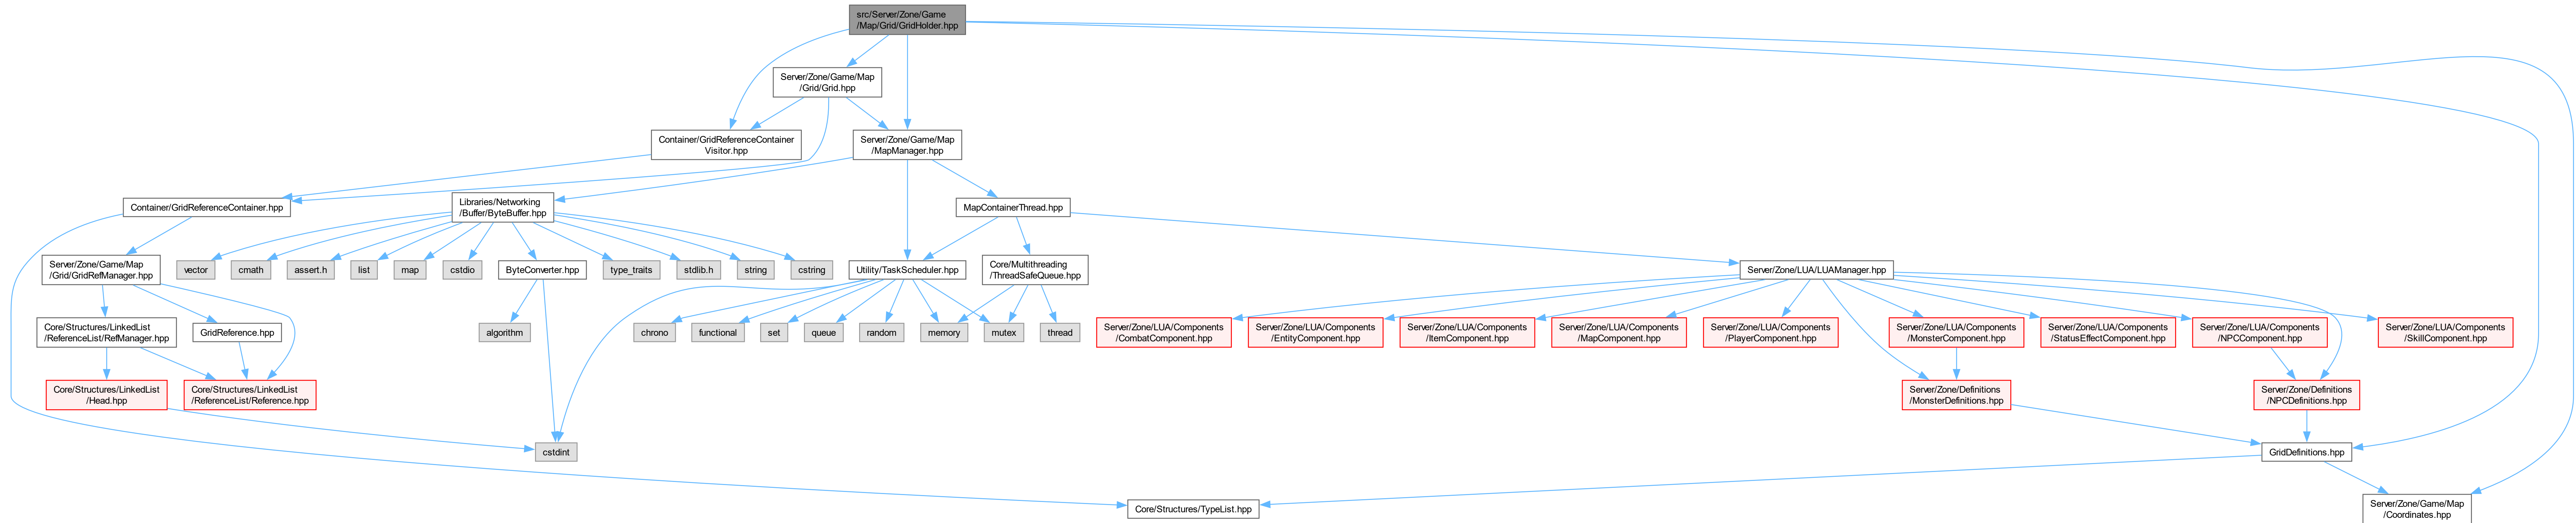 src/Server/Zone/Game
/Map/Grid/GridHolder.hpp
Server/Zone/Game/Map
/Grid/Grid.hpp
Container/GridReferenceContainer
Visitor.hpp
Server/Zone/Game/Map
/MapManager.hpp
Container/GridReferenceContainer.hpp
Libraries/Networking
/Buffer/ByteBuffer.hpp
MapContainerThread.hpp
Server/Zone/Game/Map
/Grid/GridRefManager.hpp
vector
cmath
assert.h
list
map
cstdio
ByteConverter.hpp
type_traits
stdlib.h
string
cstring
Utility/TaskScheduler.hpp
Core/Multithreading
/ThreadSafeQueue.hpp
Server/Zone/LUA/LUAManager.hpp
Core/Structures/LinkedList
/ReferenceList/RefManager.hpp
GridReference.hpp
algorithm
chrono
functional
set
queue
random
memory
mutex
thread
Server/Zone/LUA/Components
/CombatComponent.hpp
Server/Zone/LUA/Components
/EntityComponent.hpp
Server/Zone/LUA/Components
/ItemComponent.hpp
Server/Zone/LUA/Components
/MapComponent.hpp
Server/Zone/LUA/Components
/PlayerComponent.hpp
Server/Zone/LUA/Components
/MonsterComponent.hpp
Server/Zone/LUA/Components
/StatusEffectComponent.hpp
Server/Zone/LUA/Components
/NPCComponent.hpp
Server/Zone/LUA/Components
/SkillComponent.hpp
Core/Structures/LinkedList
/Head.hpp
Core/Structures/LinkedList
/ReferenceList/Reference.hpp
Server/Zone/Definitions
/MonsterDefinitions.hpp
Server/Zone/Definitions
/NPCDefinitions.hpp
cstdint
GridDefinitions.hpp
Core/Structures/TypeList.hpp
Server/Zone/Game/Map
/Coordinates.hpp